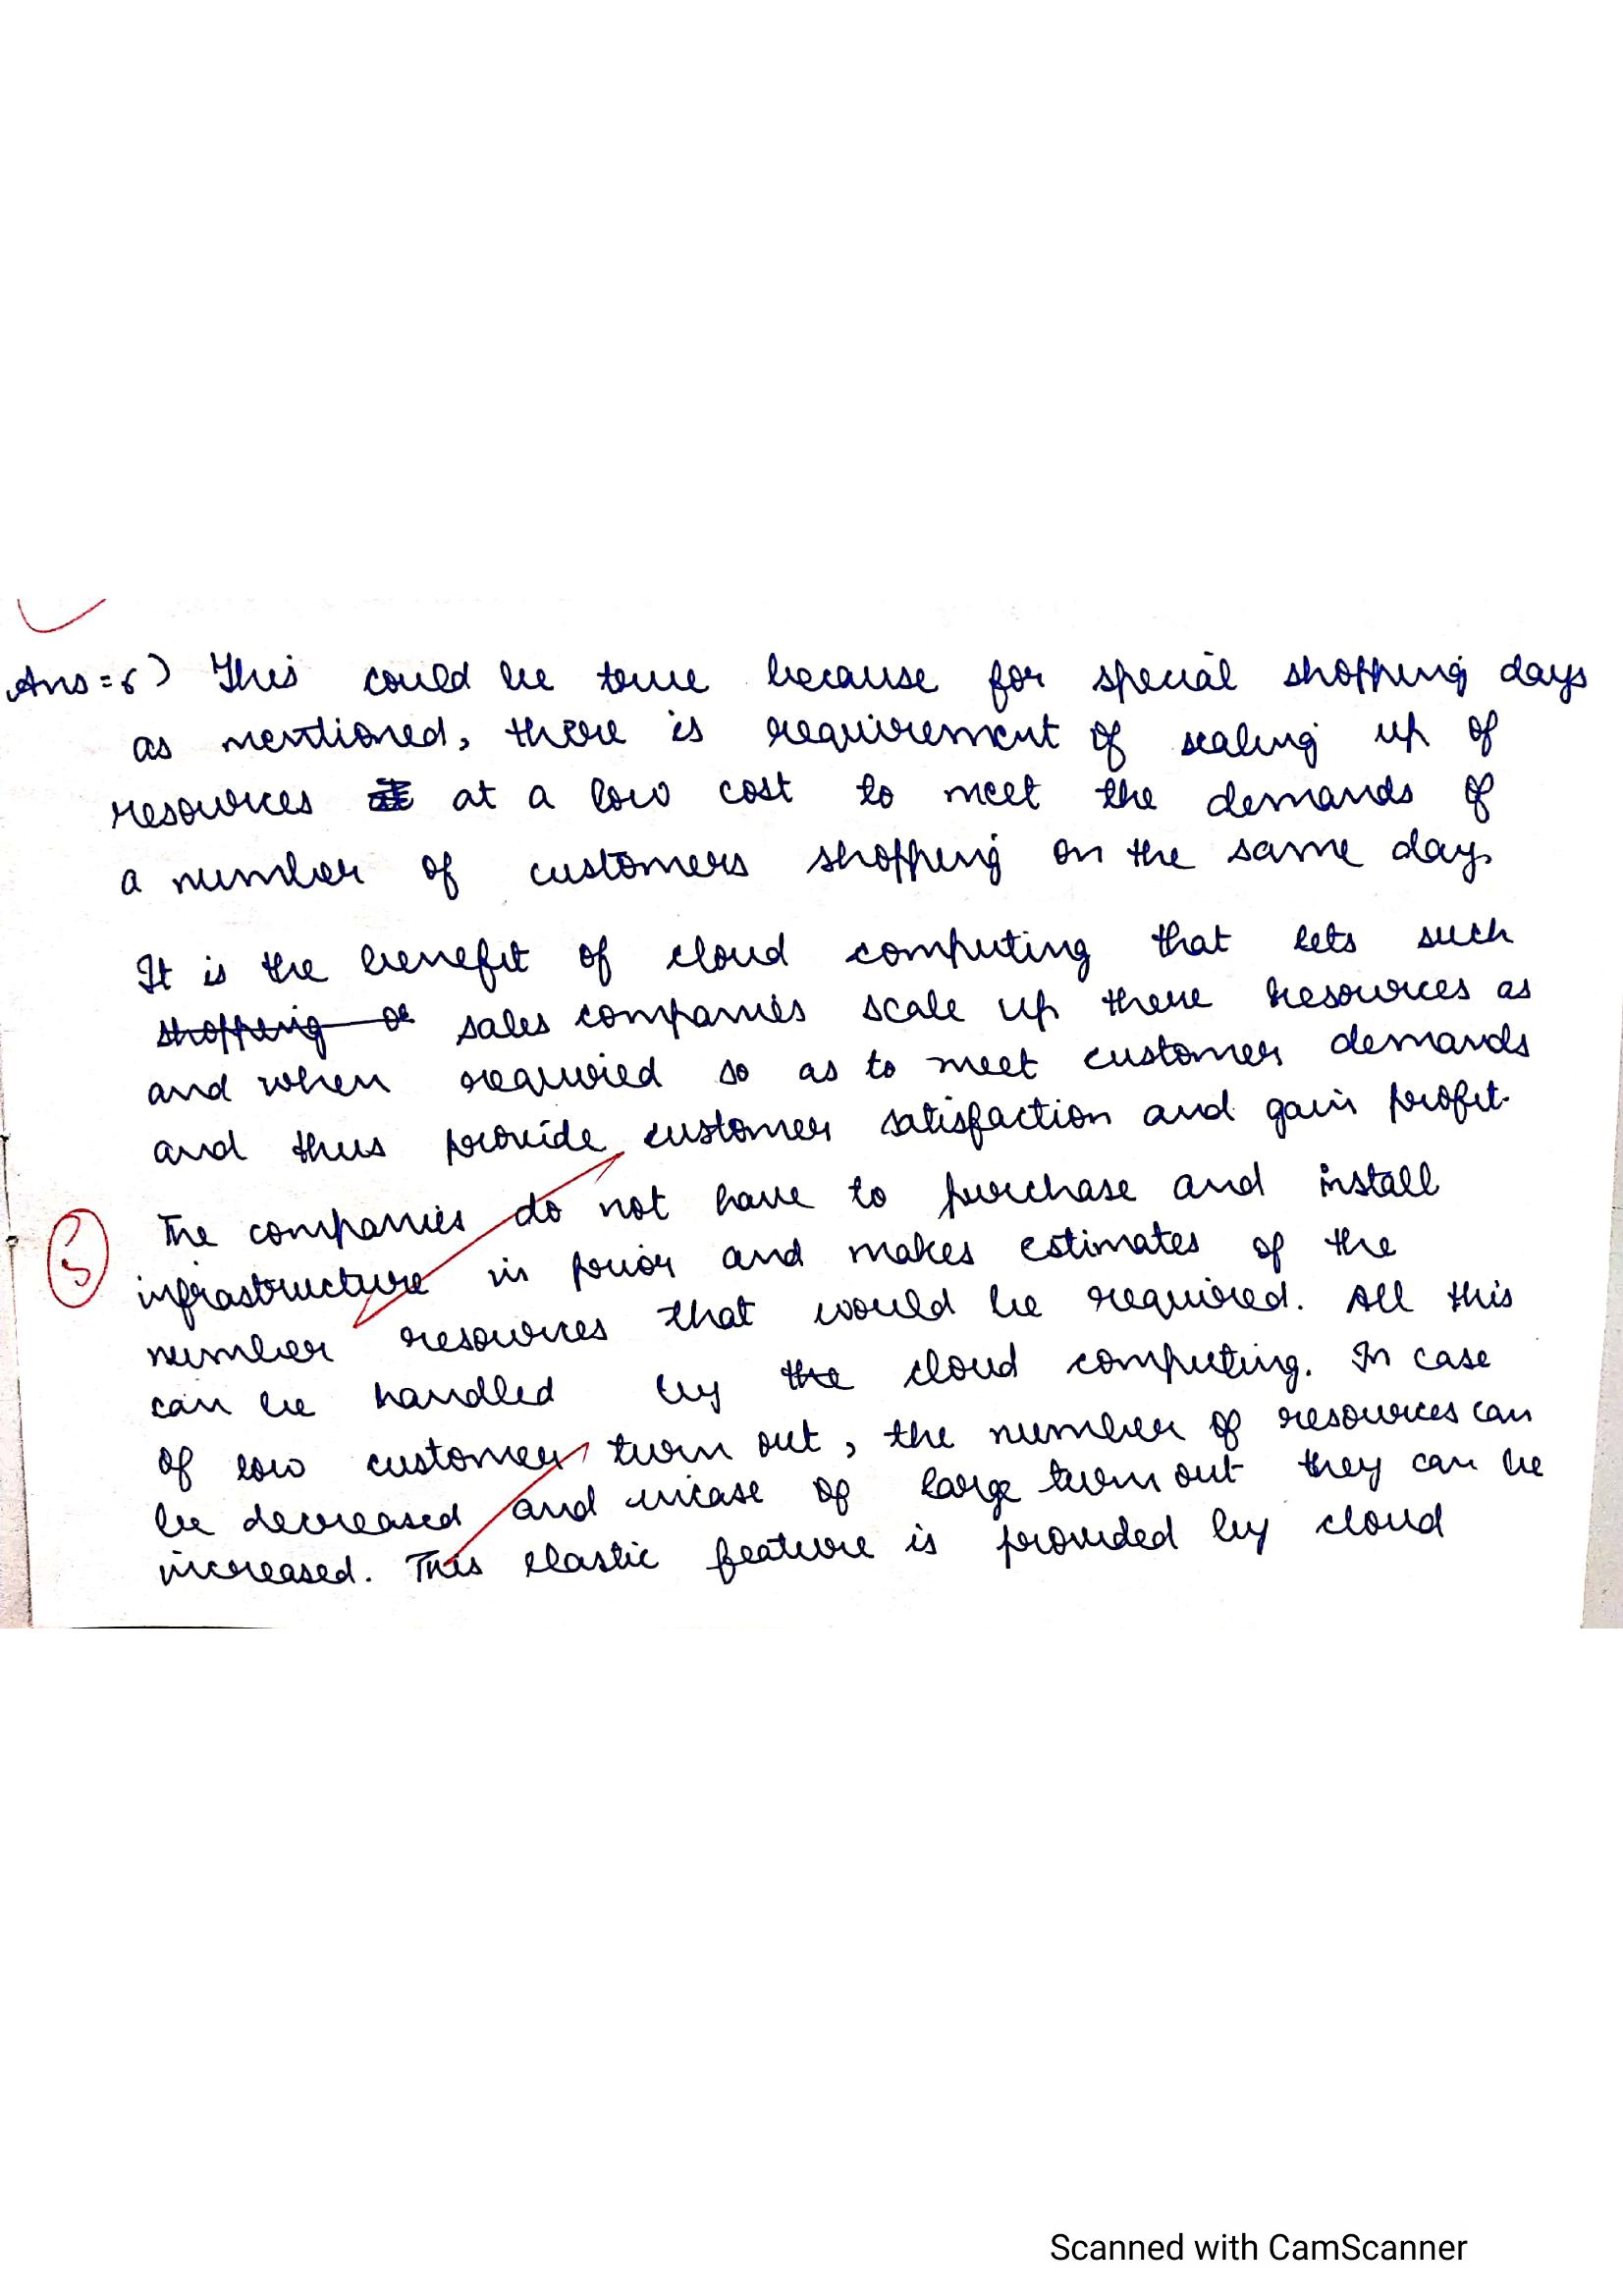 Ans=6) This could be true because for special shopping days
as mentioned, there is requirement of scaling up of
resources at a low cost to meet the demands of
a number of customers shopping on the same day.
It is the benefit of cloud computing that lets such
shopping or sales companies scale up there resources as
and when required so as to meet customer demands
and thus provide customer satisfaction and gain profit.
The companies do not have to purchase and install
infrastructure in prior and makes estimates of the
number resources that would be required. All this
can be handled by the cloud computing. In case
of low customer turn out, the number of resources can
be decreased and incase of large turn out they can be
increased. This elastic feature is provided by cloud
Scanned with CamScanner